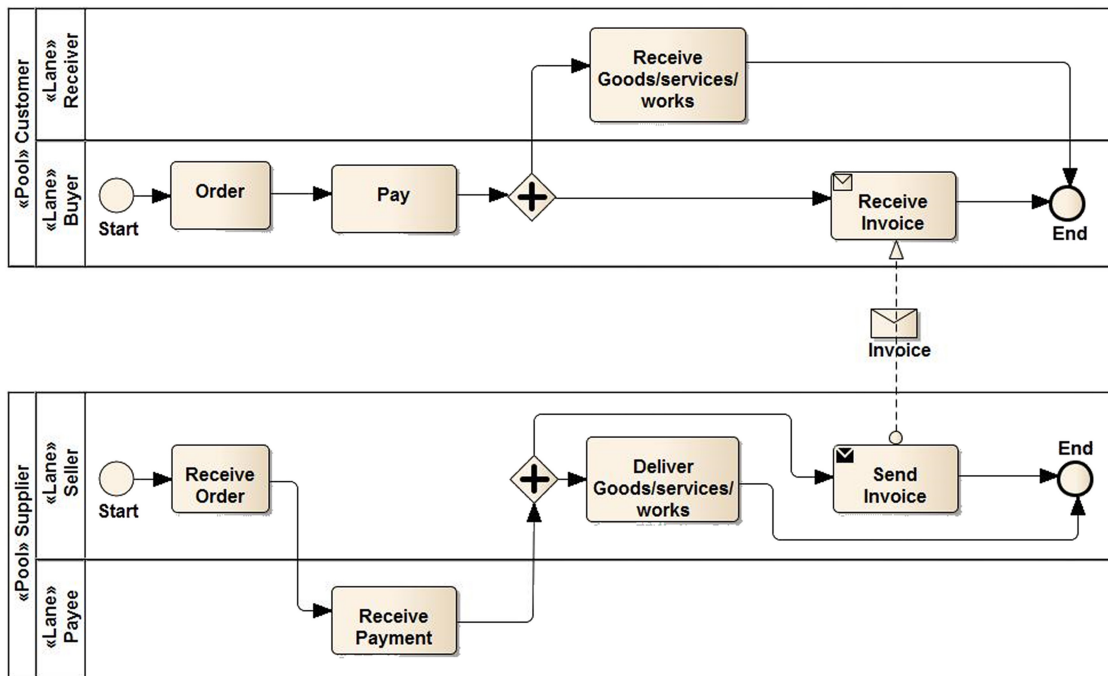 «Pool» Customer
«Lane»
Receiver
Receive
Goods/services/
works
«Lane»
Buyer
Start
Order
Pay
Receive
Invoice
End
Invoice
«Pool» Supplier
«Lane»
Seller
Start
Receive
Order
Deliver
Goods/services/
works
Send
Invoice
End
«Lane»
Payee
Receive
Payment